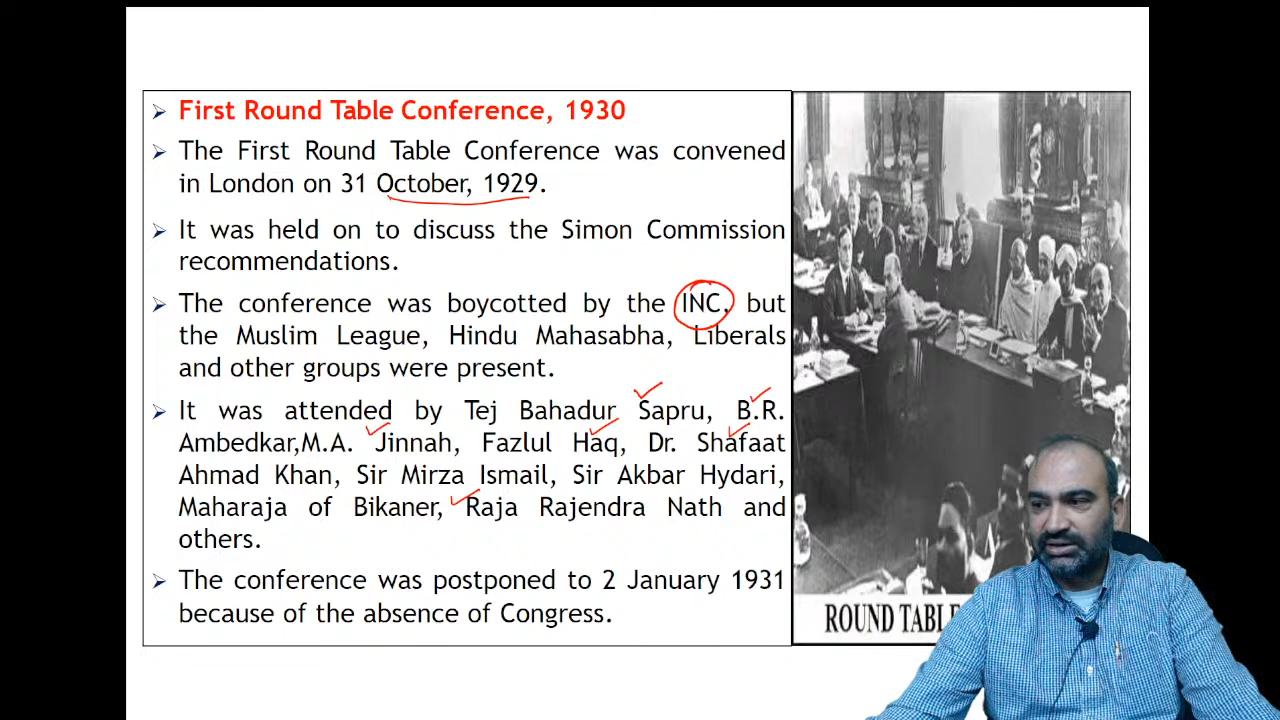 First Round Table Conference, 1930
The First Round Table Conference was convened
in London on 31 October, 1929.
It was held on to discuss the Simon Commission
recommendations.
The conference was boycotted by the INC, but
the Muslim League, Hindu Mahasabha, Liberals
and other groups were present.
It was attended by Tej Bahadur Sapru, B.R.
Ambedkar,M.A. Jinnah, Fazlul Haq, Dr. Shafaat
Ahmad Khan, Sir Mirza Ismail, Sir Akbar Hydari,
Maharaja of Bikaner, Raja Rajendra Nath and
others.
The conference was postponed to 2 January 1931
because of the absence of Congress.
ROUND